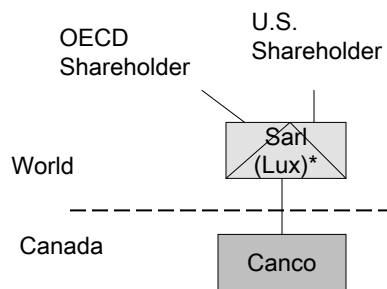 OECD
Shareholder
U.S.
Shareholder
Sarl
(Lux)*
World
Canada
Canco